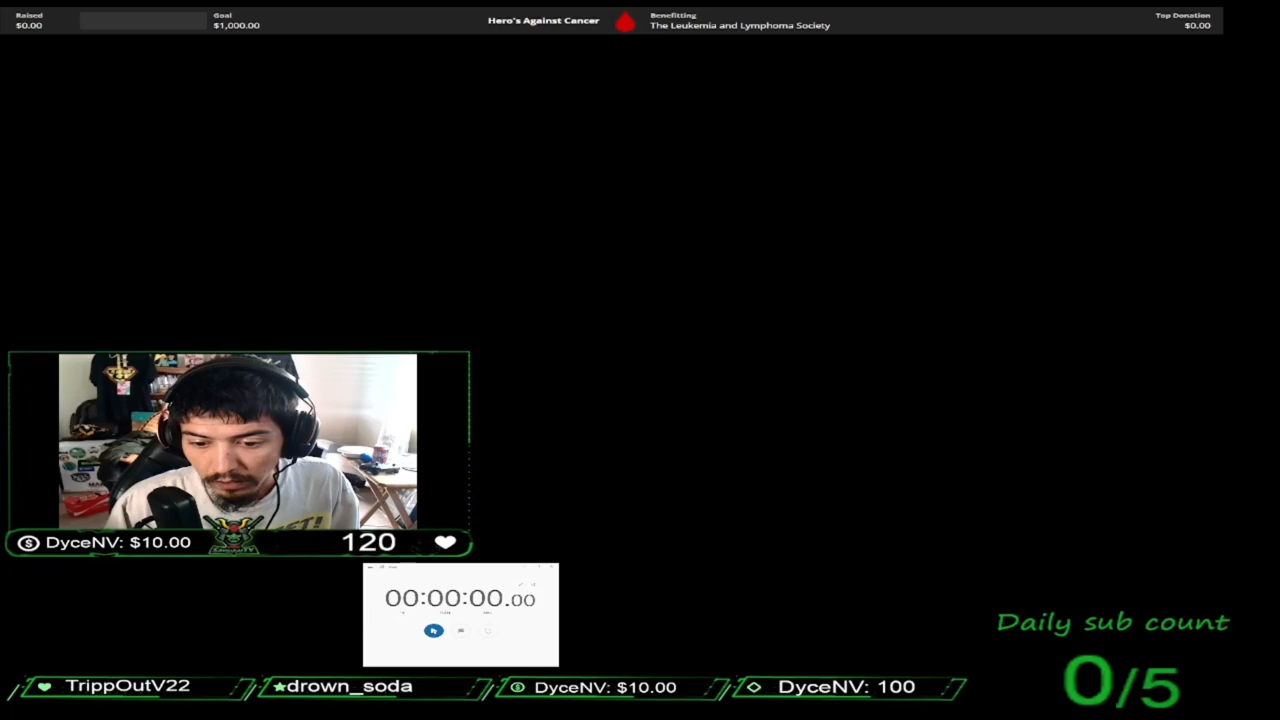 Raised
$0.00
Goal
$1,000.00
Hero's Against Cancer
Benefitting
The Leukemia and Lymphoma Society
Top Donation
$0.00
DyceNV: $10.00
120
00:00:00.00
Daily sub count
0/5
TrippOutV22
drown_soda
DyceNV: $10.00
DyceNV: 100